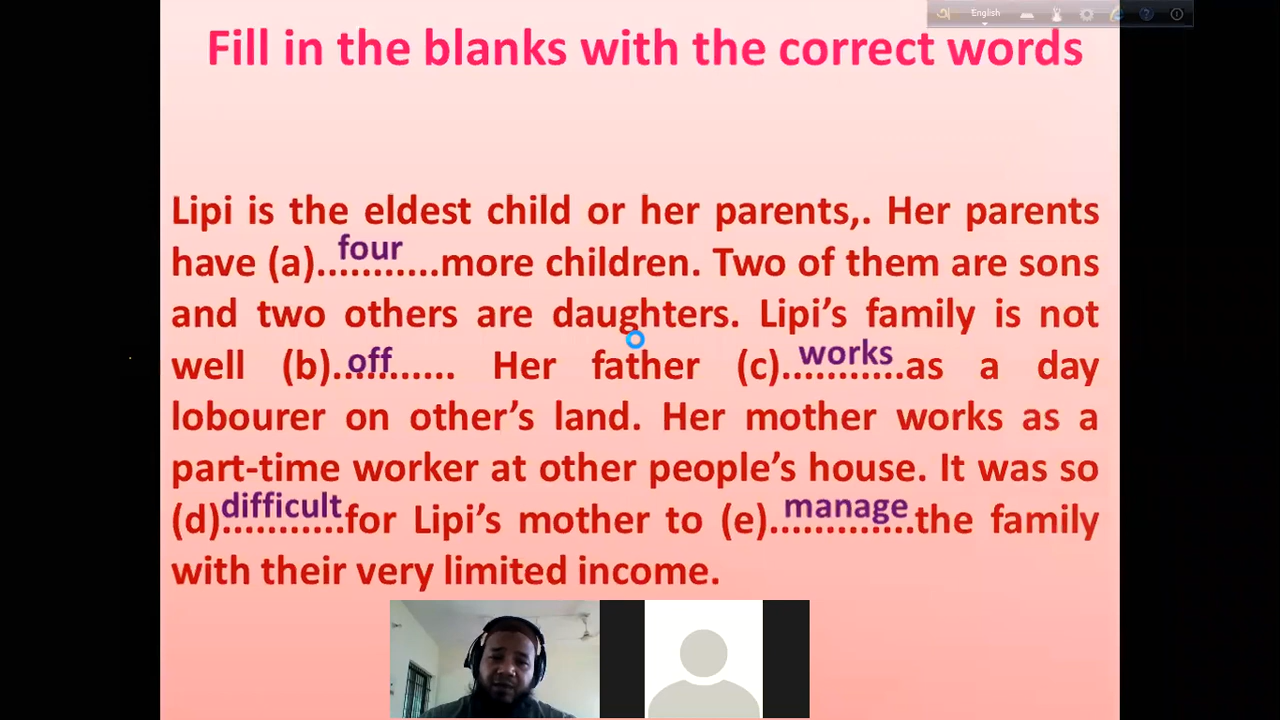 English
Fill in the blanks with the correct words
Lipi is the eldest child or her parents,. Her parents
have (a)...........more children. Two of them are sons
four
and two others are daughters. Lipi’s family is not
well (b)........... Her father (c)...........as a day
off works
lobourer on other’s land. Her mother works as a
part-time worker at other people’s house. It was so
(d)...........for Lipi’s mother to (e).............the family
difficult manage
with their very limited income.